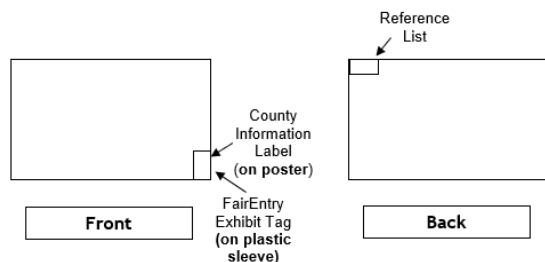 Reference
List
County
Information
Label
(on poster)
FairEntry
Exhibit Tag
(on plastic
sleeve)
Front
Back